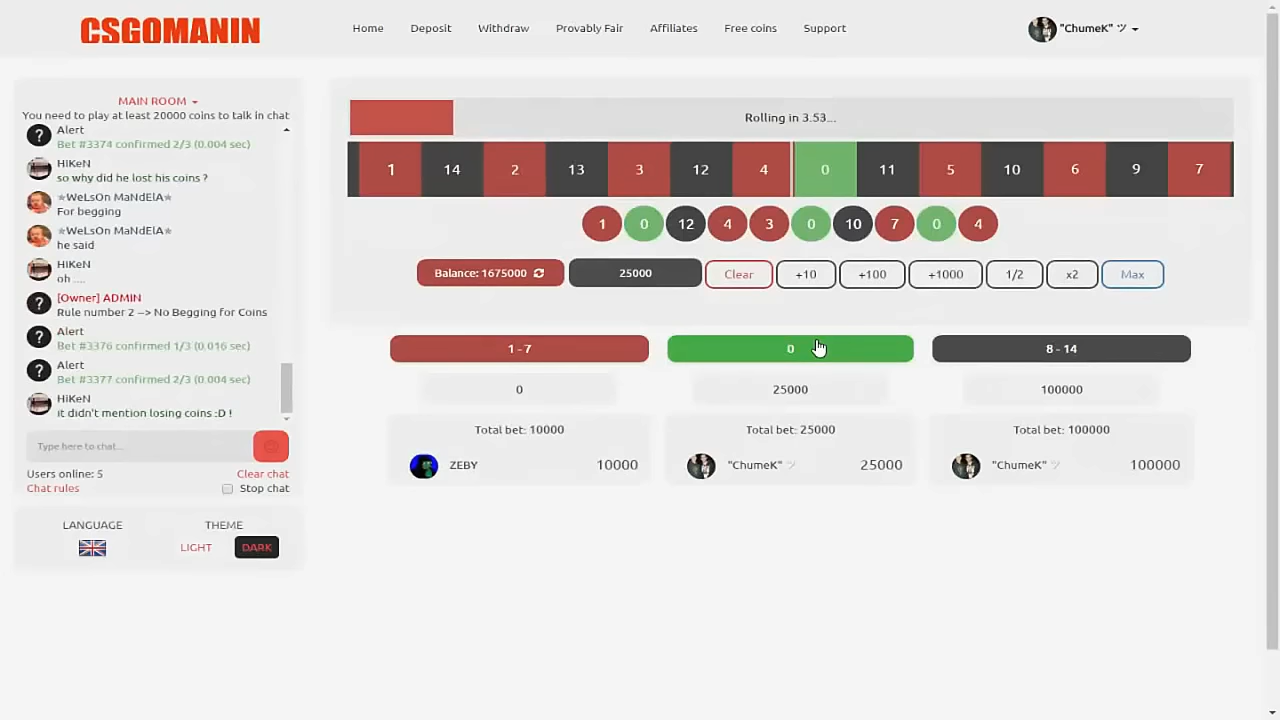 CSGOMANIN
Home Deposit Withdraw Provably Fair Affiliates Free coins Support
"ChumeK" ツ
MAIN ROOM
You need to play at least 20000 coins to talk in chat
Alert
Bet #3374 confirmed 2/3 (0.004 sec)
HiKeN
so why did he lost his coins ?
☆WeLsOn MaNdElA☆
For begging
☆WeLsOn MaNdElA☆
he said
HiKeN
oh ....
[Owner] ADMIN
Rule number 2 --> No Begging for Coins
Alert
Bet #3376 confirmed 1/3 (0.016 sec)
Alert
Bet #3377 confirmed 2/3 (0.004 sec)
HiKeN
it didn't mention losing coins :D !
Type here to chat...
Users online: 5 Clear chat
Chat rules Stop chat
LANGUAGE THEME
LIGHT DARK
Rolling in 3.53...
1 14 2 13 3 12 4 0 11 5 10 6 9 7
1 0 12 4 3 0 10 7 0 4
Balance: 1675000 25000 Clear +10 +100 +1000 1/2 x2 Max
1 - 7 0 8 - 14
0 25000 100000
Total bet: 10000 Total bet: 25000 Total bet: 100000
ZEBY 10000 "ChumeK" ツ 25000 "ChumeK" ツ 100000